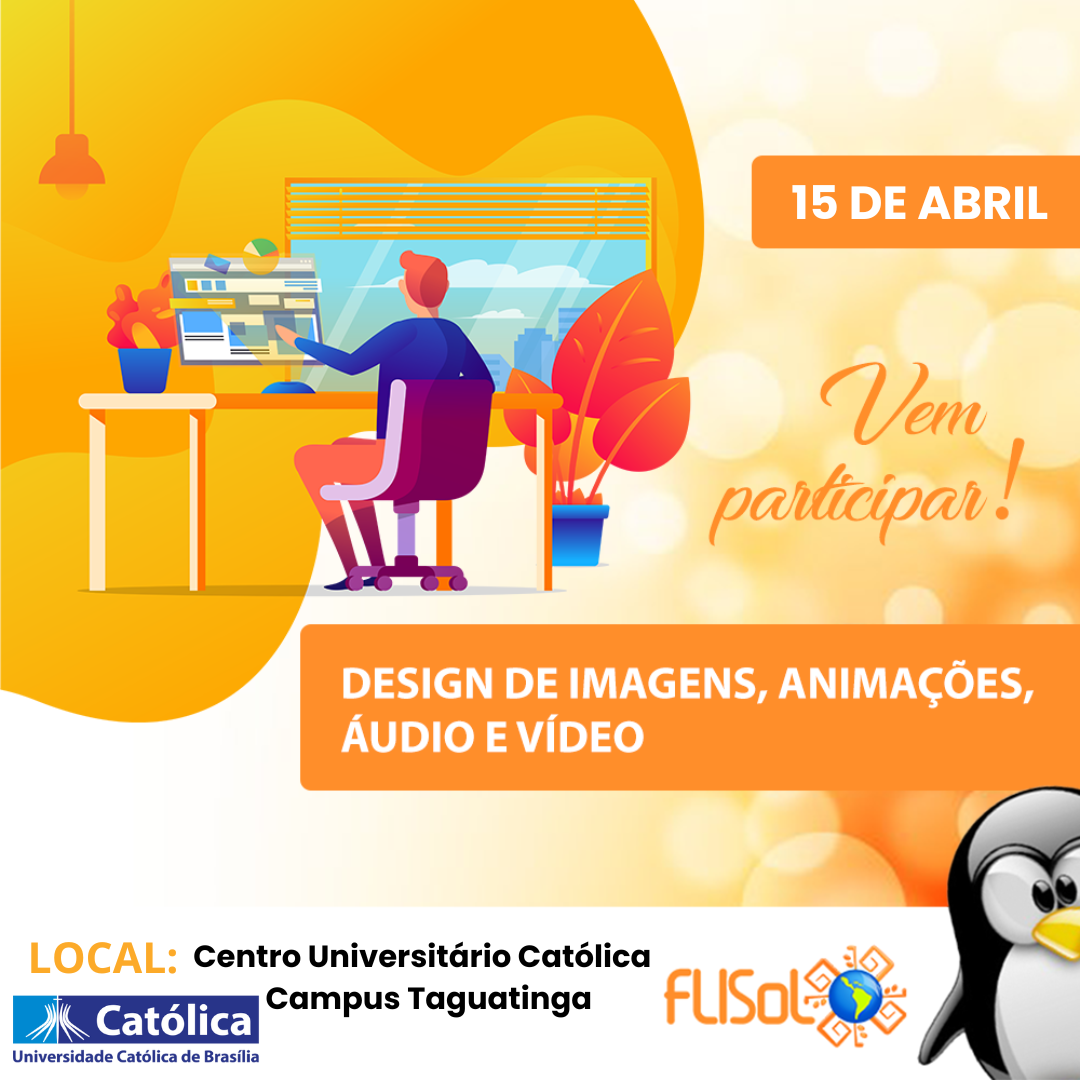 15 DE ABRIL
Vem
participar!
DESIGN DE IMAGENS, ANIMAÇÕES,
ÁUDIO E VÍDEO
LOCAL: Centro Universitário Católica
Campus Taguatinga
Católica
Universidade Católica de Brasília
FLISoL